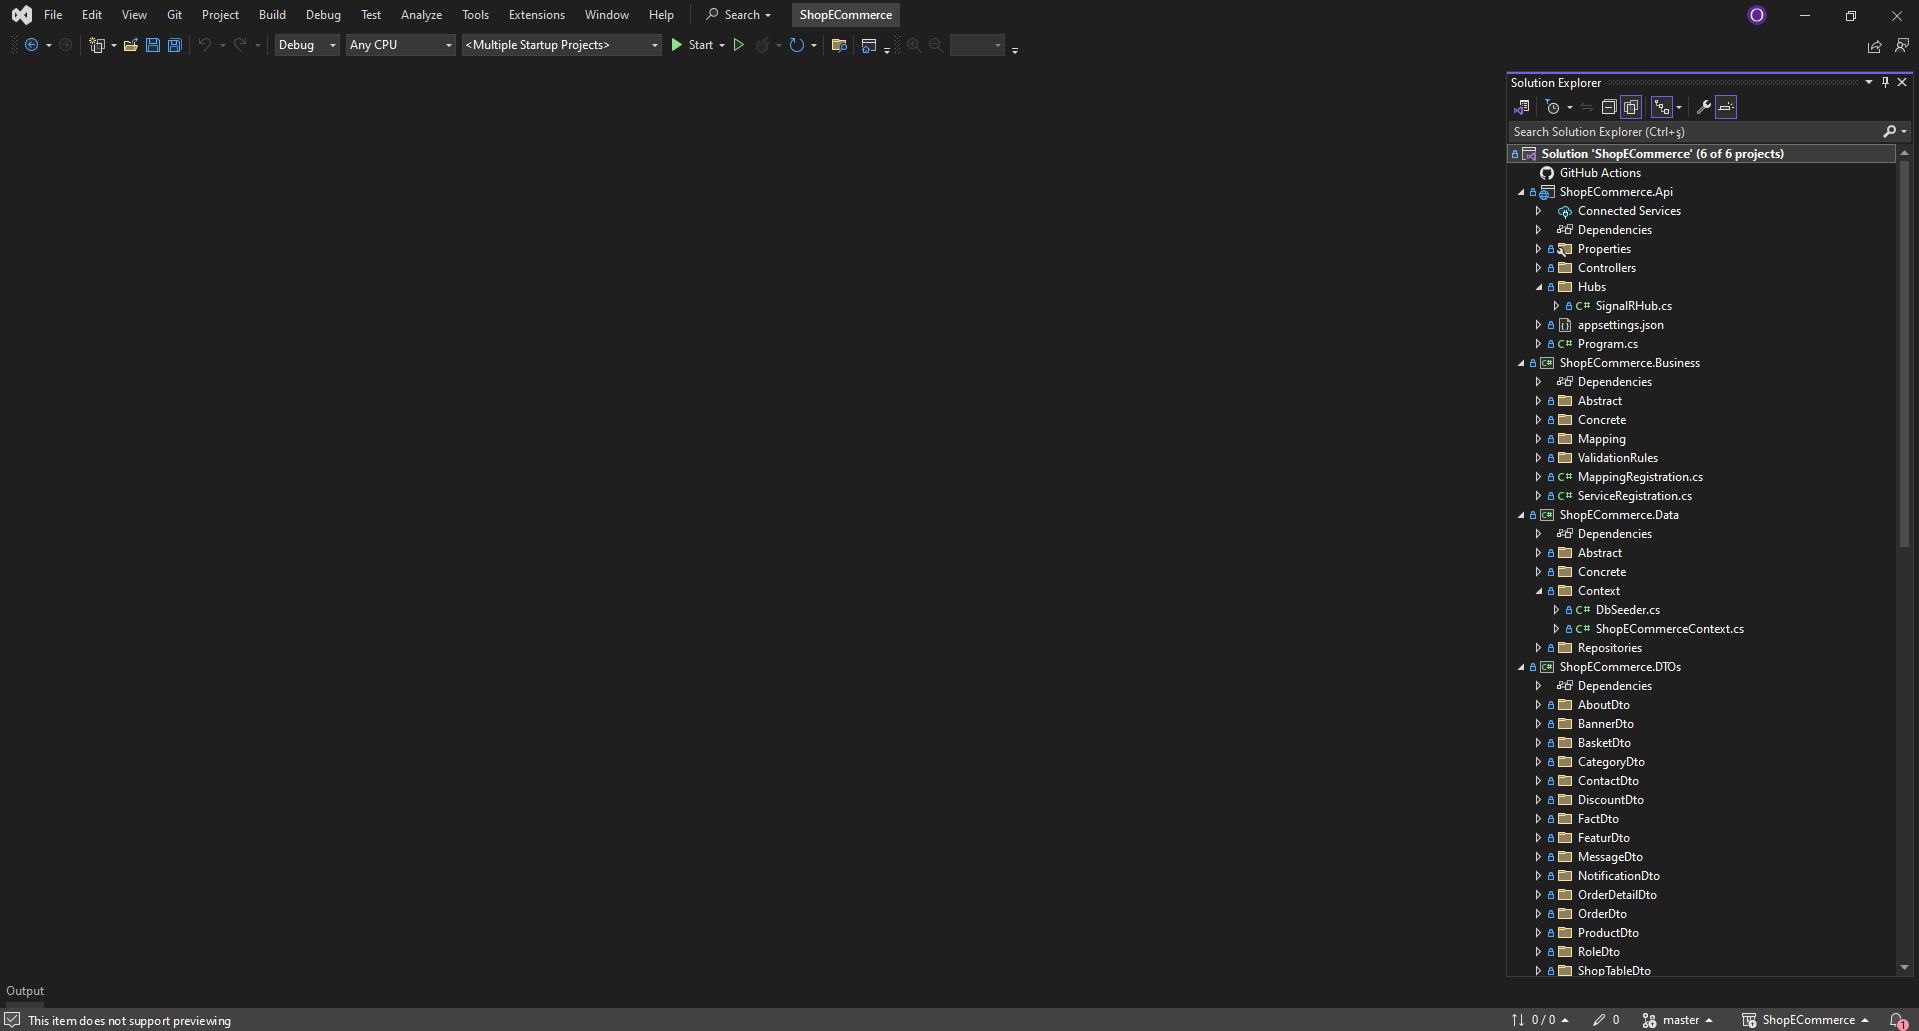 File Edit View Git Project Build Debug Test Analyze Tools Extensions Window Help Search ShopECommerce O
Debug Any CPU <Multiple Startup Projects> Start
Solution Explorer
Search Solution Explorer (Ctrl+ş)
Solution 'ShopECommerce' (6 of 6 projects)
GitHub Actions
ShopECommerce.Api
Connected Services
Dependencies
Properties
Controllers
Hubs
C# SignalRHub.cs
appsettings.json
C# Program.cs
C# ShopECommerce.Business
Dependencies
Abstract
Concrete
Mapping
ValidationRules
C# MappingRegistration.cs
C# ServiceRegistration.cs
C# ShopECommerce.Data
Dependencies
Abstract
Concrete
Context
C# DbSeeder.cs
C# ShopECommerceContext.cs
Repositories
C# ShopECommerce.DTOs
Dependencies
AboutDto
BannerDto
BasketDto
CategoryDto
ContactDto
DiscountDto
FactDto
FeaturDto
MessageDto
NotificationDto
OrderDetailDto
OrderDto
ProductDto
RoleDto
ShopTableDto
Output
This item does not support previewing 0 / 0 0 master ShopECommerce 1